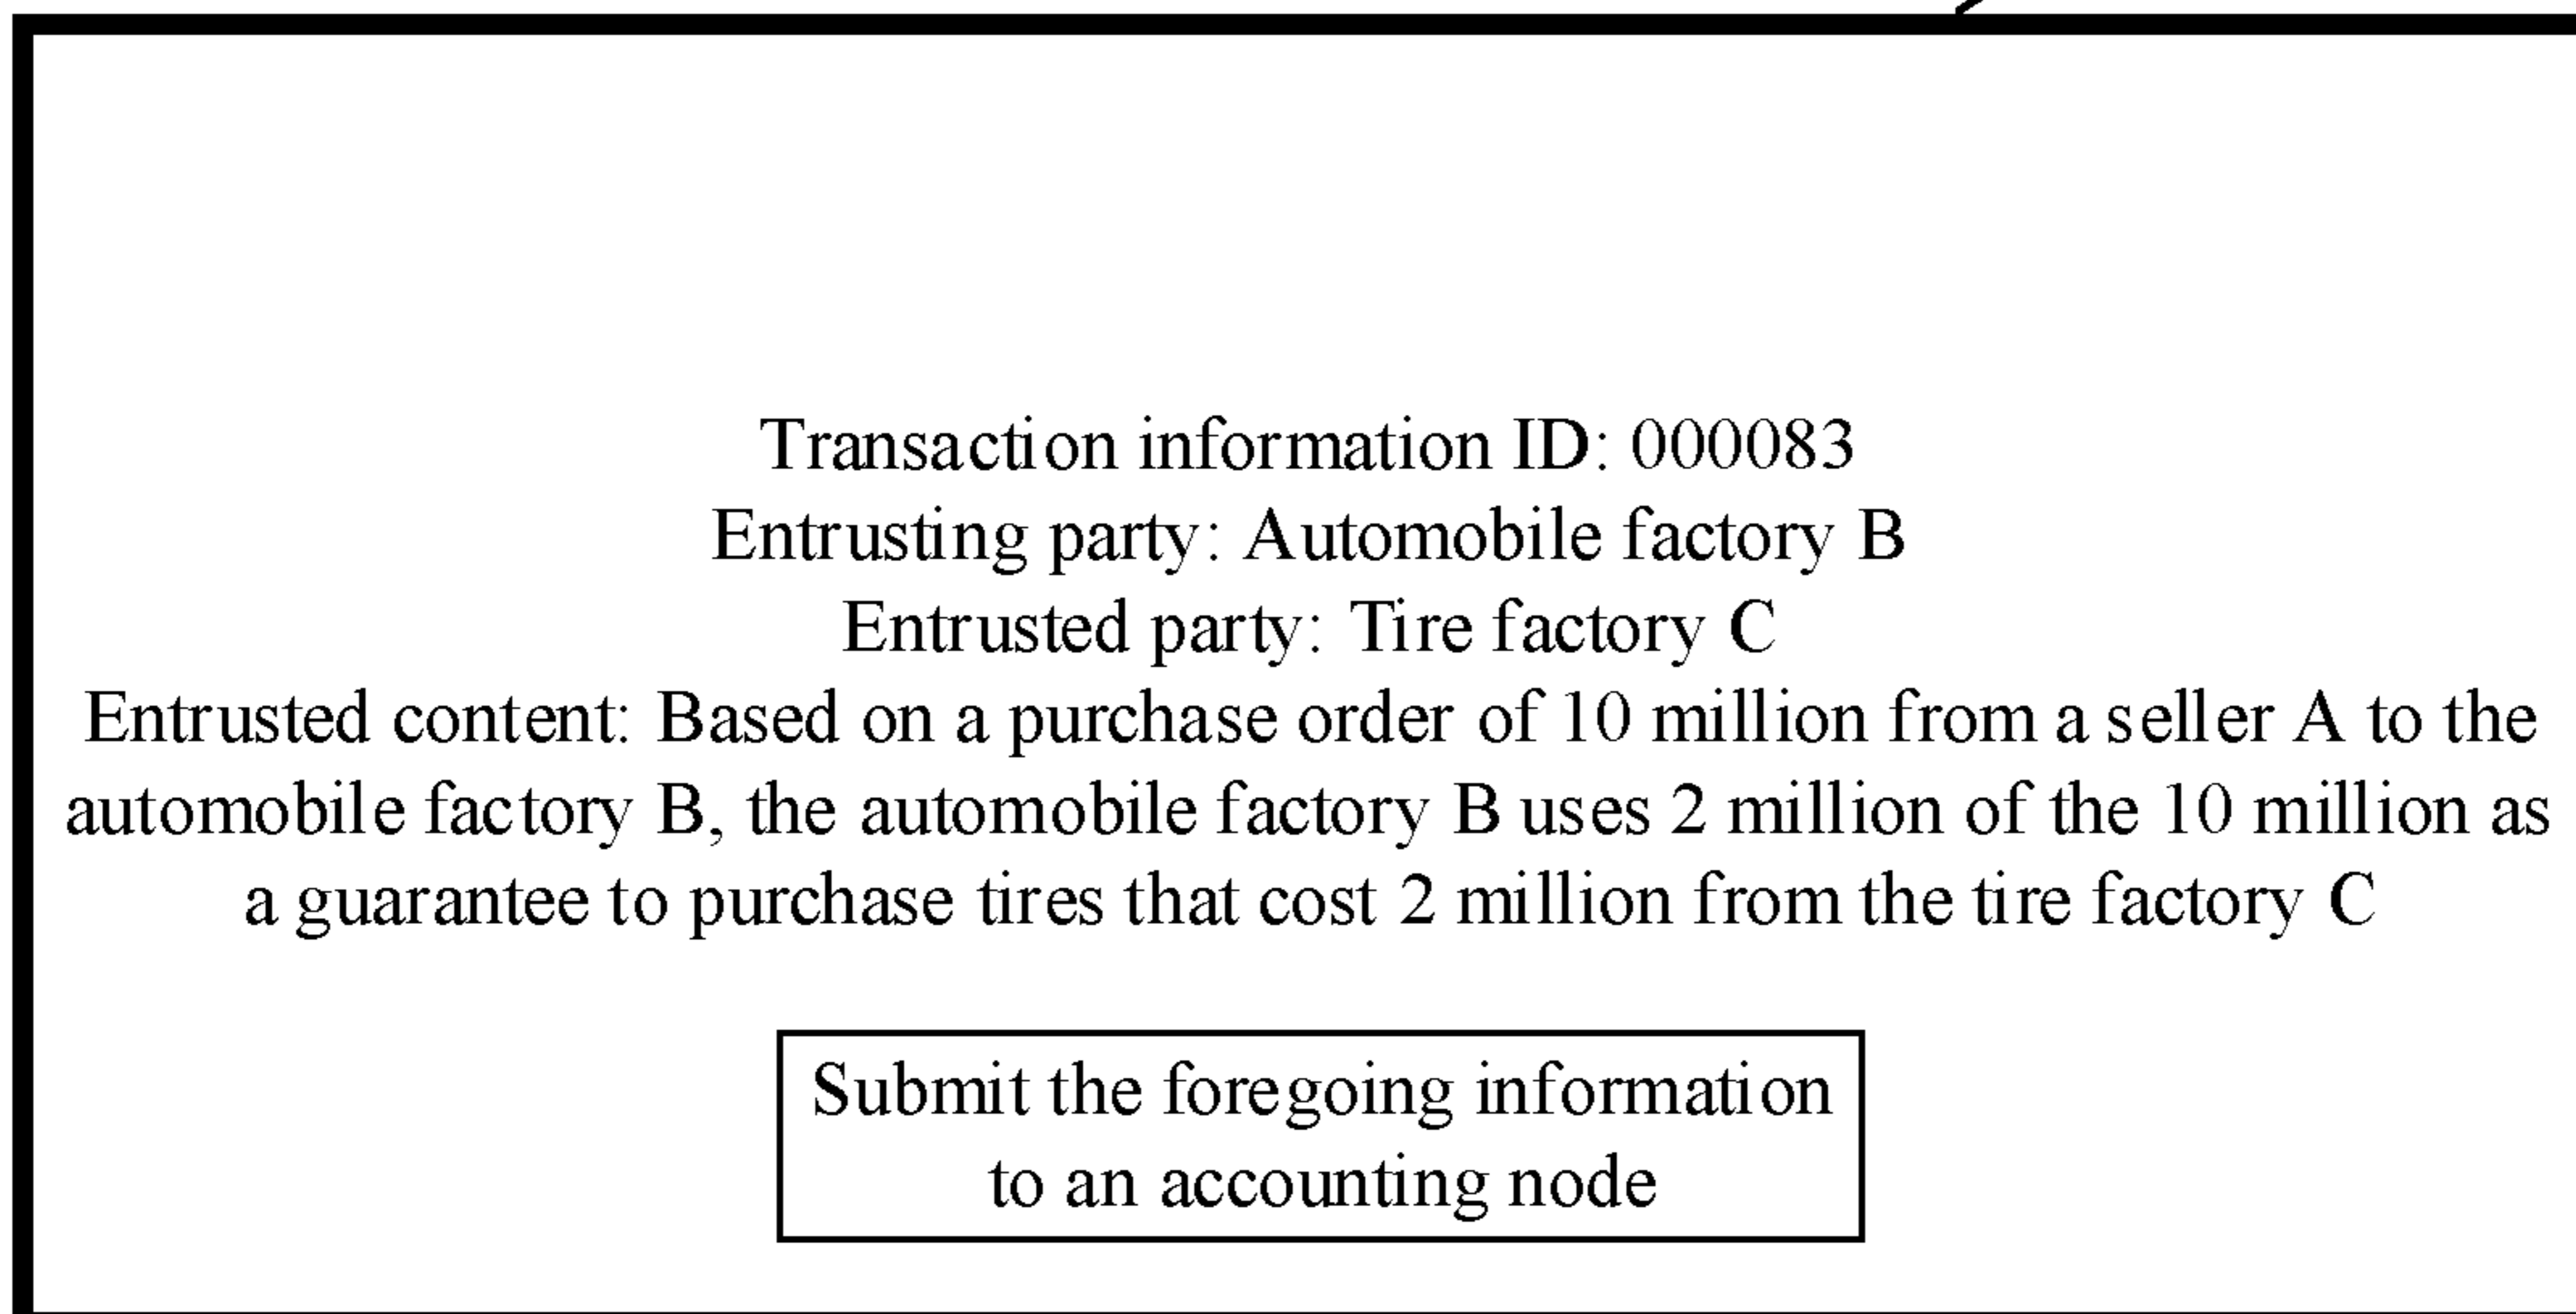 Transaction information ID: 000083
Entrusting party: Automobile factory B
Entrusted party: Tire factory C
Entrusted content: Based on a purchase order of 10 million from a seller A to the
automobile factory B, the automobile factory B uses 2 million of the 10 million as
a guarantee to purchase tires that cost 2 million from the tire factory C
Submit the foregoing information
to an accounting node